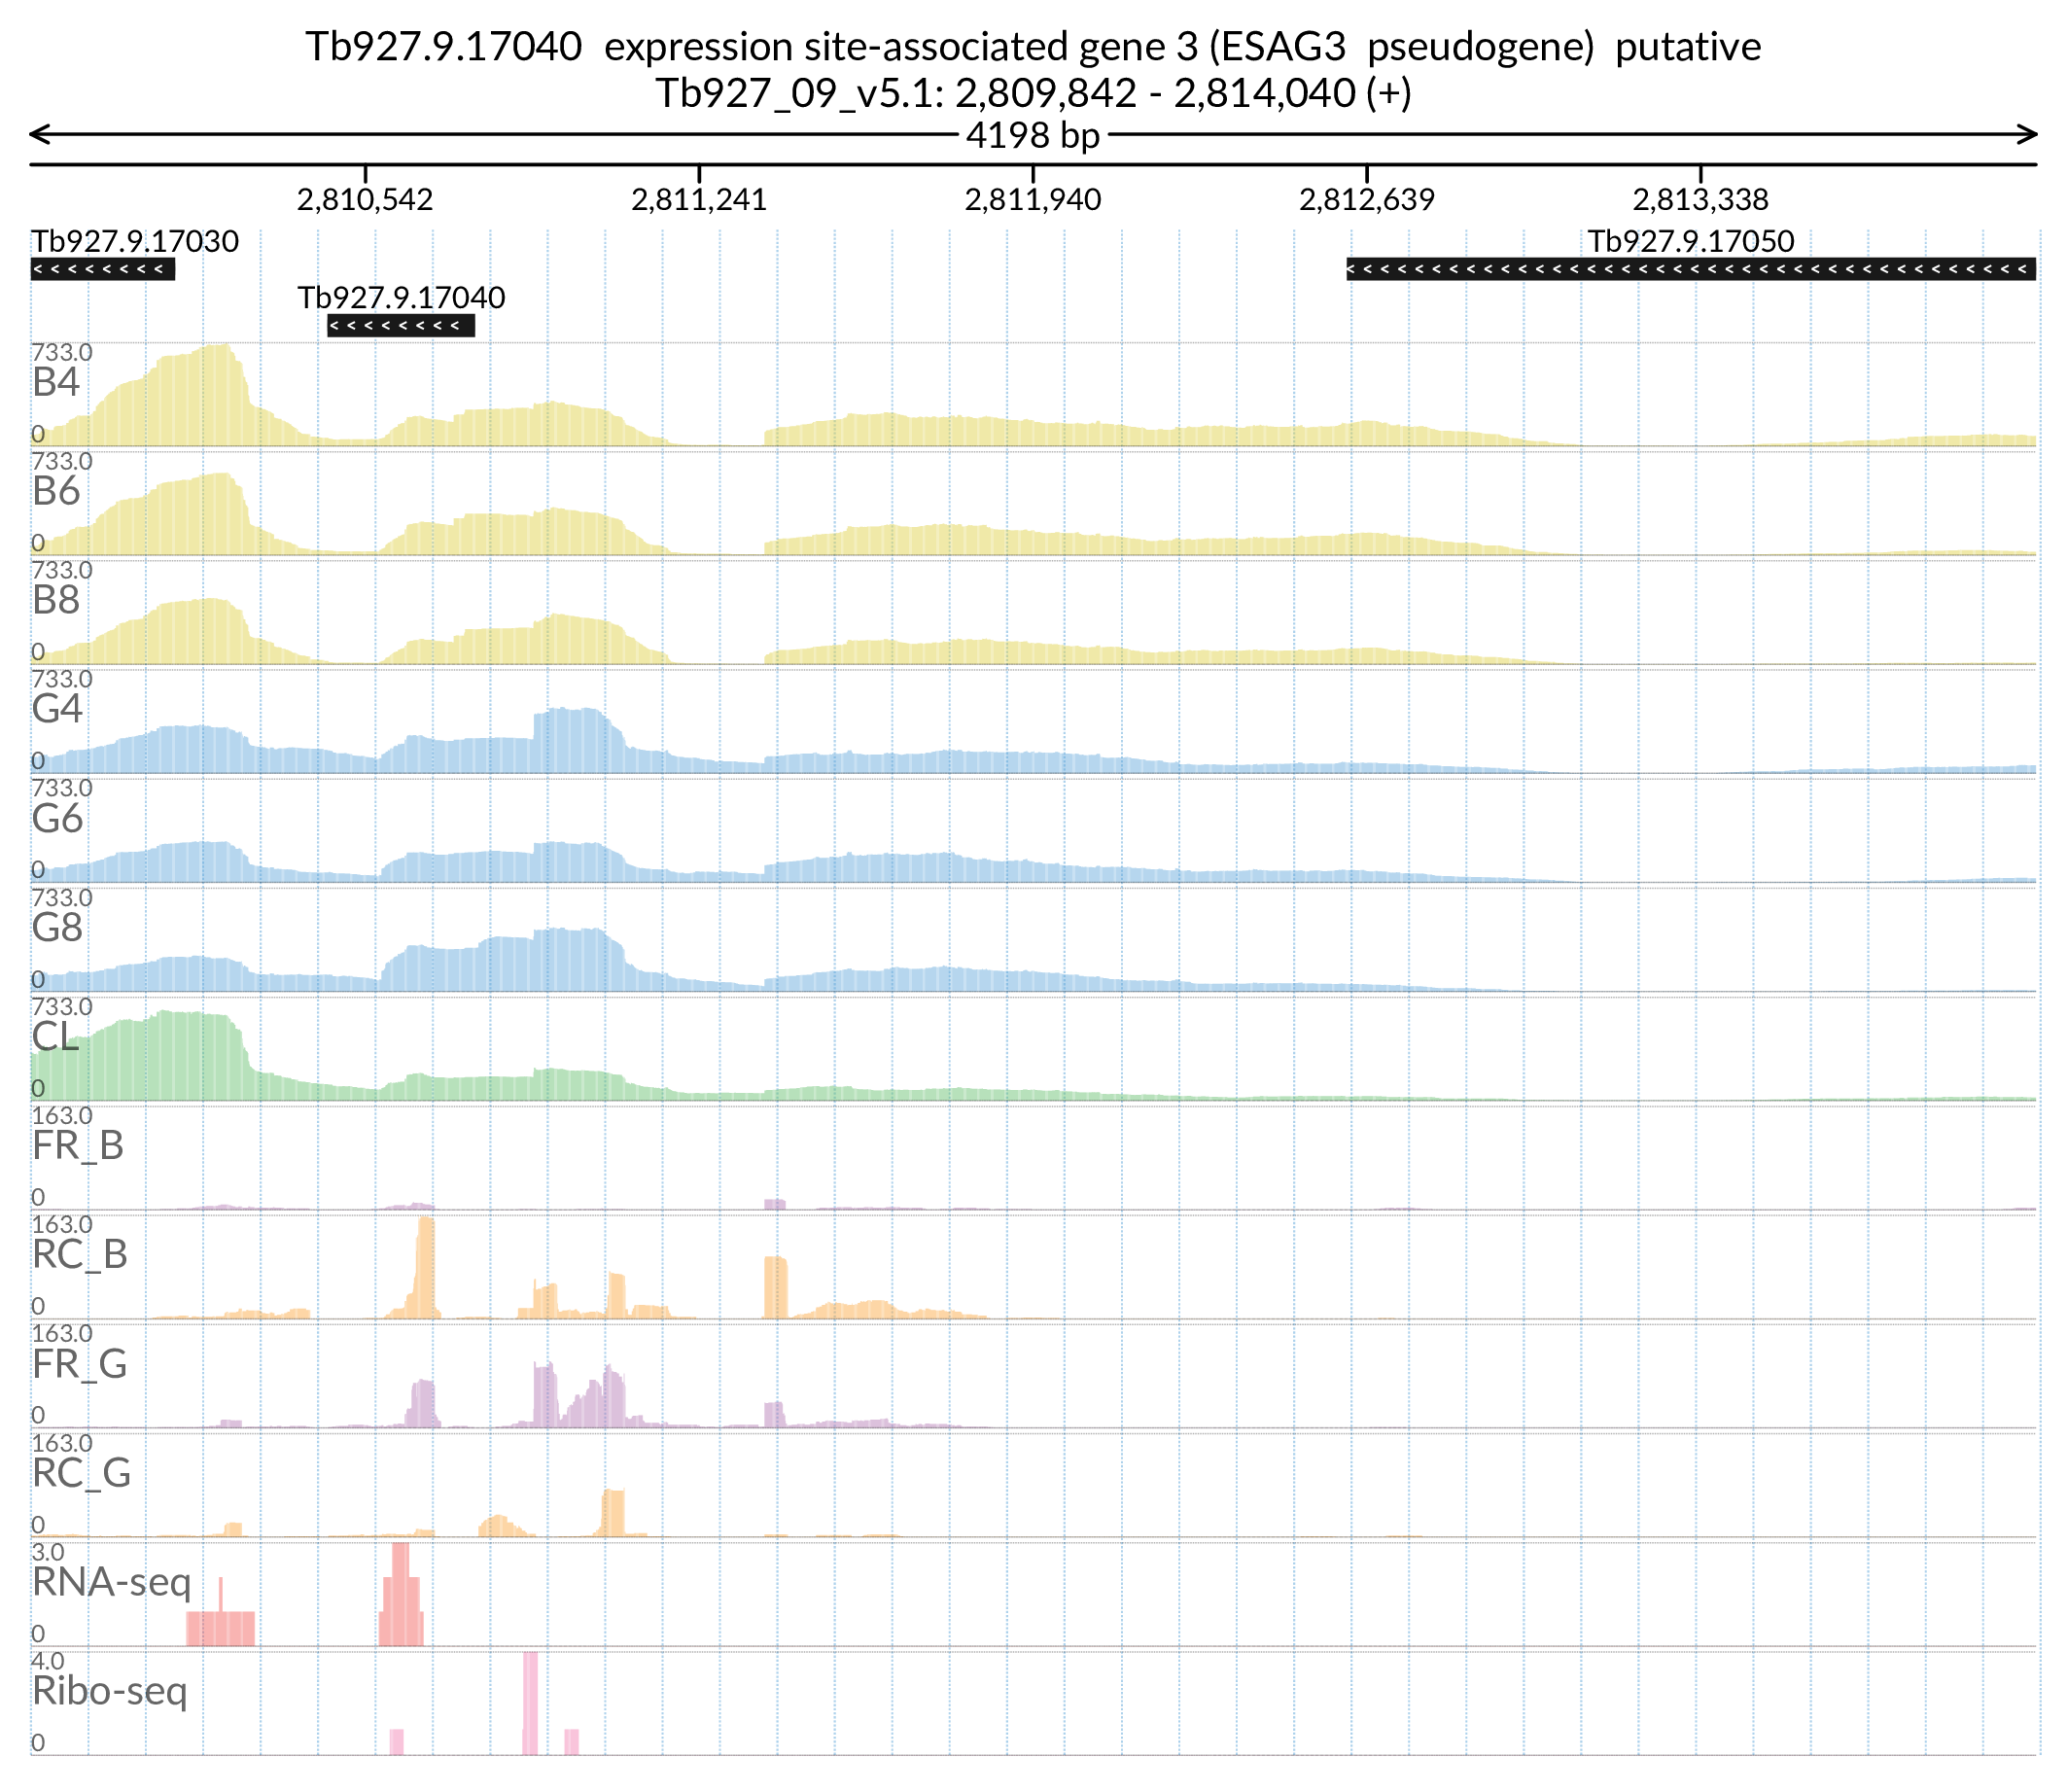 Tb927.9.17040  expression site-associated gene 3 (ESAG3  pseudogene)  putative
Tb927_09_v5.1: 2,809,842 - 2,814,040 (+)
4198 bp
2,810,542 2,811,241 2,811,940 2,812,639 2,813,338
Tb927.9.17030 Tb927.9.17050
Tb927.9.17040
733.0
B4
0
733.0
B6
0
733.0
B8
0
733.0
G4
0
733.0
G6
0
733.0
G8
0
733.0
CL
0
163.0
FR_B
0
163.0
RC_B
0
163.0
FR_G
0
163.0
RC_G
0
3.0
RNA-seq
0
4.0
Ribo-seq
0